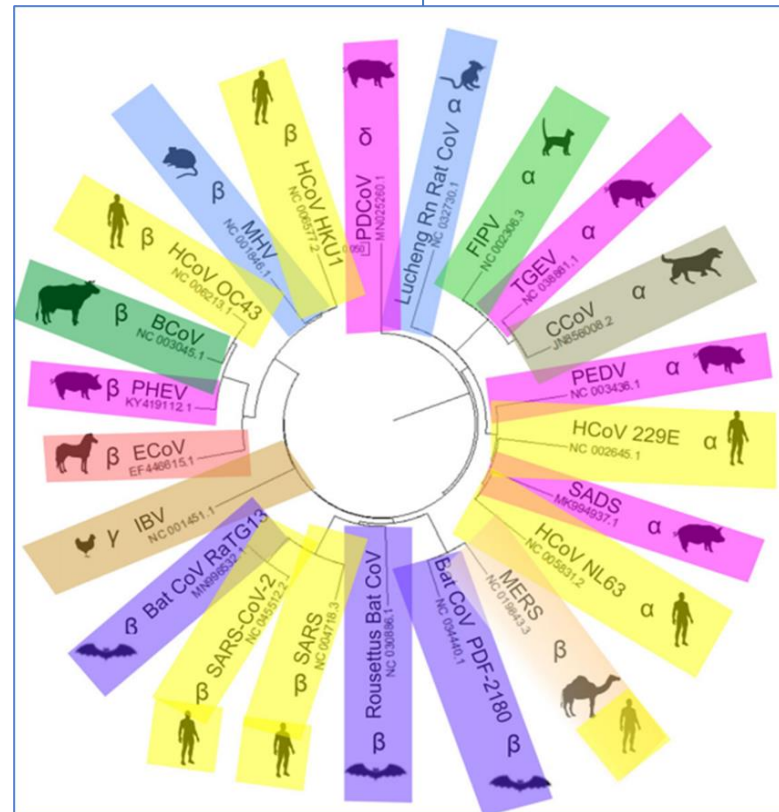 δ
PDCoV
MN025260.1
0.050
α
Lucheng Rn Rat CoV
NC 032730.1
α
FIPV
NC 002306.3
α
TGEV
NC 038861.1
α
CCoV
JN856008.2
PEDV α
NC 003436.1
HCoV 229E α
NC 002645.1
SADS α
MK994937.1
HCoV NL63 α
NC 005831.2
MERS β
NC 019843.3
Bat CoV PDF-2180 β
NC 034440.1
Rousettus Bat CoV β
NC 030886.1
SARS β
NC 004718.3
β SARS-CoV-2
NC 045512.2
β Bat CoV RaTG13
MN996532.1
γ IBV
NC 001451.1
β ECoV
EF446615.1
β PHEV
KY419112.1
β BCoV
NC 003045.1
β HCoV OC43
NC 006213.1
β MHV
NC 001846.1
β HCoV HKU1
NC 006577.2